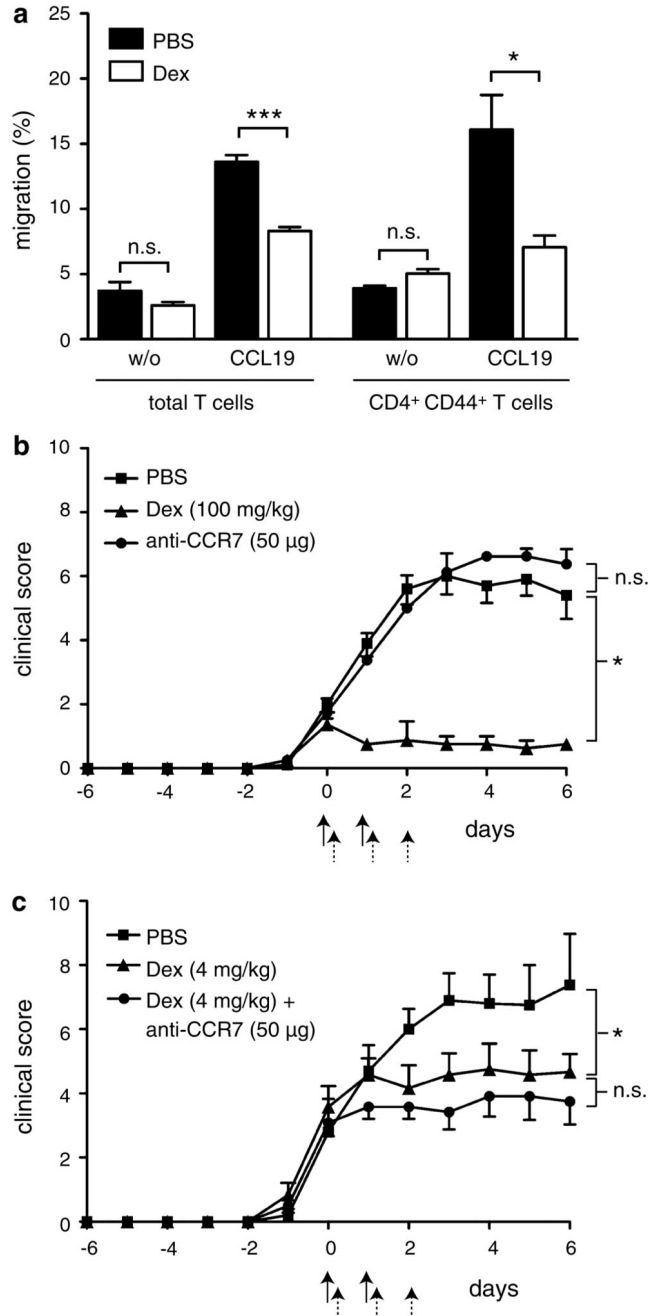 a
25
20
15
10
5
0
migration (%)
PBS
Dex
n.s.
***
n.s.
*
w/o CCL19 w/o CCL19
total T cells CD4+ CD44+ T cells
b
10
8
6
4
2
0
clinical score
PBS
Dex (100 mg/kg)
anti-CCR7 (50 µg)
n.s.
*
-6 -4 -2 0 2 4 6
days
c
10
8
6
4
2
0
clinical score
PBS
Dex (4 mg/kg)
Dex (4 mg/kg) +
anti-CCR7 (50 µg)
*
n.s.
-6 -4 -2 0 2 4 6
days